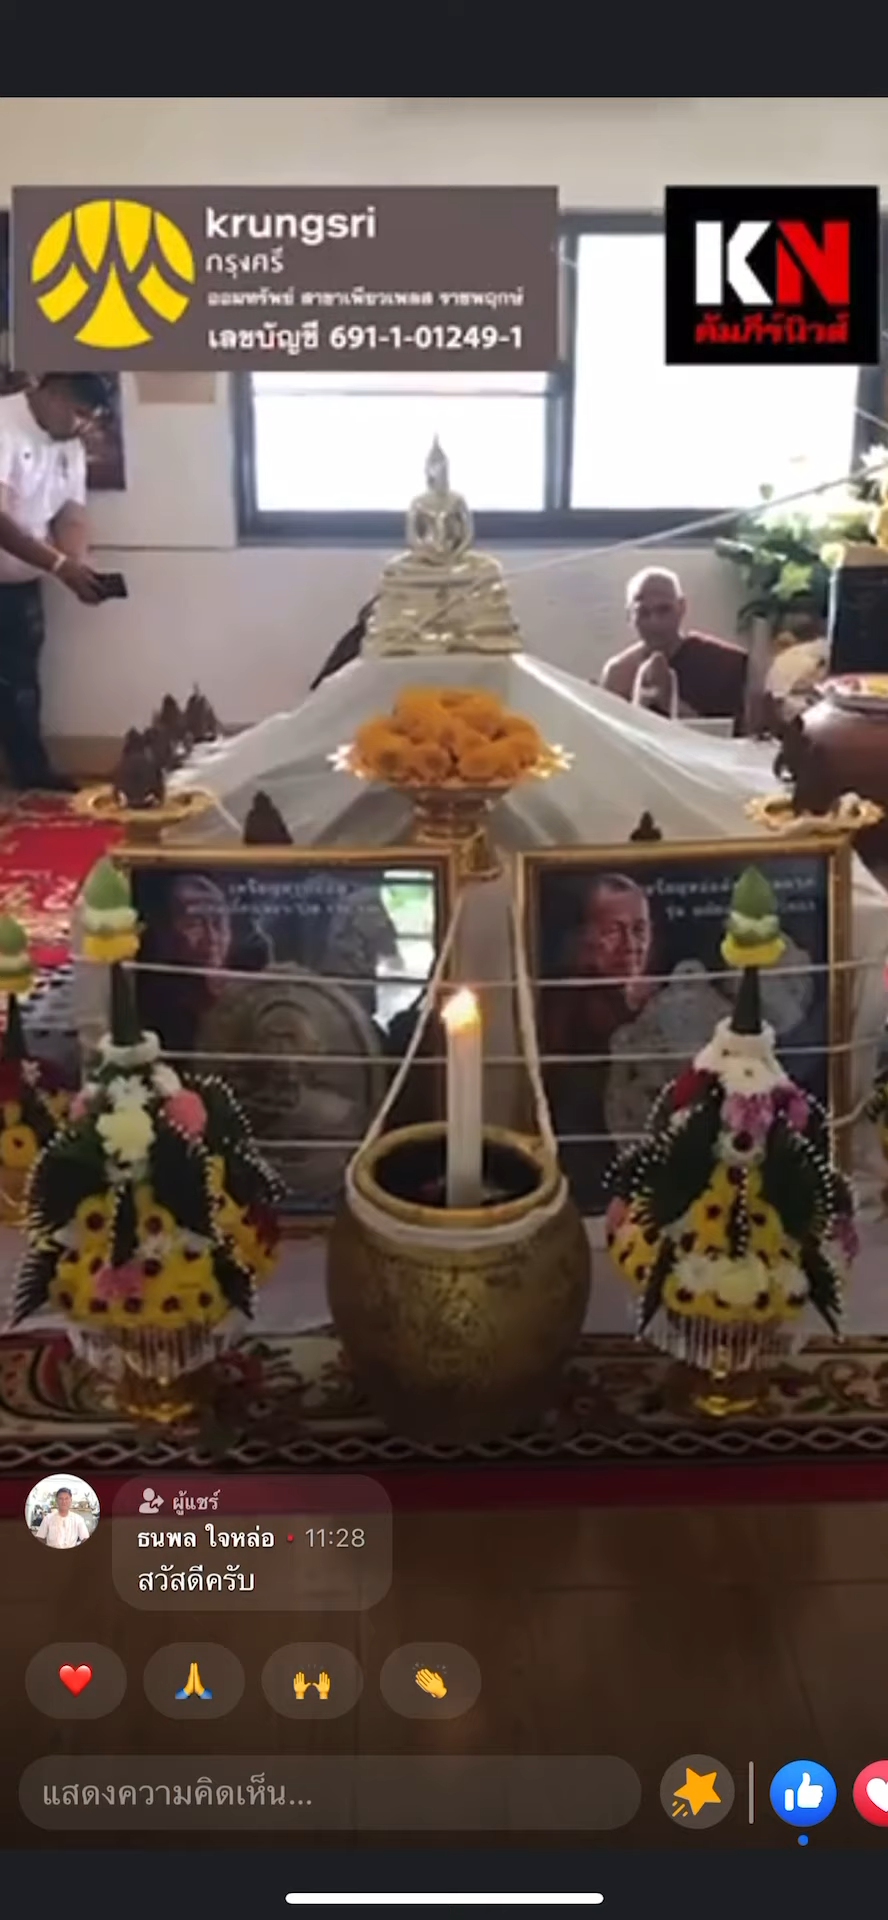 krungsri
กรุงศรี
ออมทรัพย์ สาขาเพียวเพลส ราชพฤกษ์
เลขบัญชี 691-1-01249-1
KN
คัมภีร์นิวส์
ผู้แชร์
ธนพล ใจหล่อ • 11:28
สวัสดีครับ
แสดงความคิดเห็น...